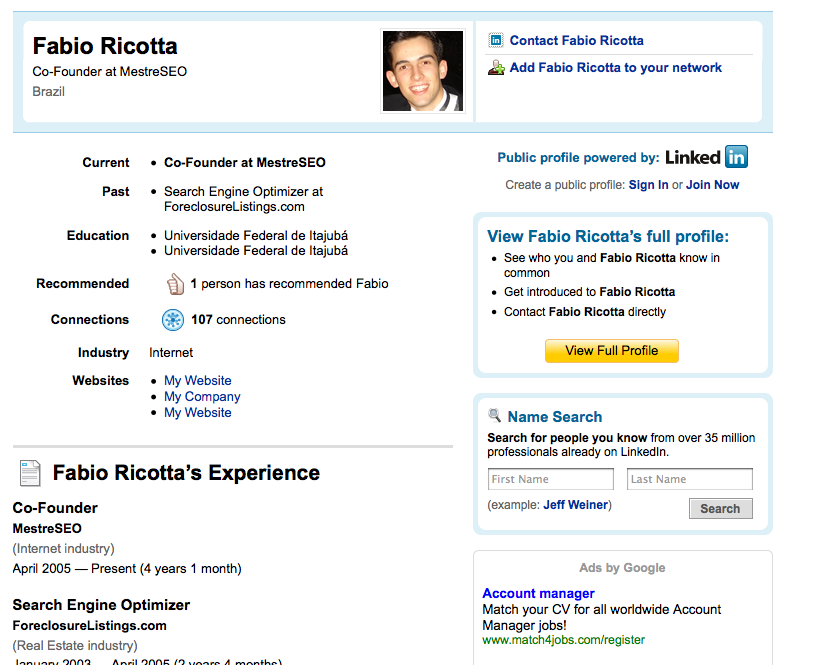 Fabio Ricotta
Co-Founder at MestreSEO
Brazil
Contact Fabio Ricotta
Add Fabio Ricotta to your network
Current
Co-Founder at MestreSEO
Past
Search Engine Optimizer at
ForeclosureListings.com
Education
Universidade Federal de Itajubá
Universidade Federal de Itajubá
Recommended
1 person has recommended Fabio
Connections
107 connections
Industry
Internet
Websites
My Website
My Company
My Website
Fabio Ricotta's Experience
Co-Founder
MestreSEO
(Internet industry)
April 2005 — Present (4 years 1 month)
Search Engine Optimizer
ForeclosureListings.com
(Real Estate industry)
January 2003 — April 2005 (2 years 4 months)
Public profile powered by: Linked in
Create a public profile: Sign In or Join Now
View Fabio Ricotta's full profile:
See who you and Fabio Ricotta know in
common
Get introduced to Fabio Ricotta
Contact Fabio Ricotta directly
View Full Profile
Name Search
Search for people you know from over 35 million
professionals already on LinkedIn.
First Name
Last Name
(example: Jeff Weiner)
Search
Ads by Google
Account manager
Match your CV for all worldwide Account
Manager jobs!
www.match4jobs.com/register